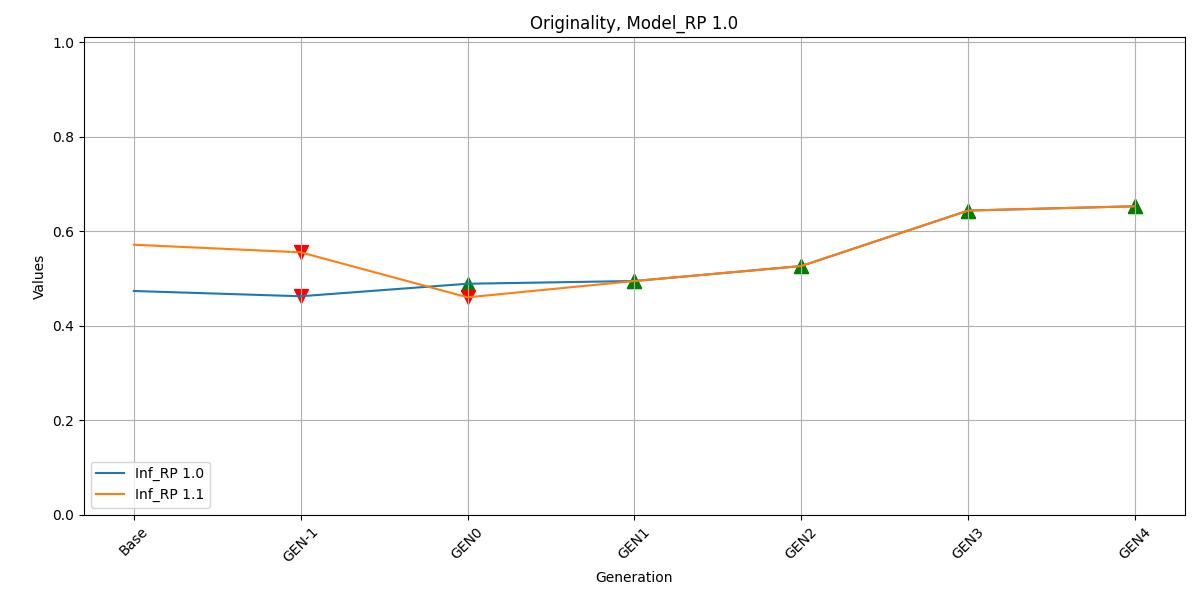 Originality, Model_RP 1.0
1.0
0.8
0.6
0.4
0.2
0.0
Values
Inf_RP 1.0
Inf_RP 1.1
Base
GEN-1
GEN0
GEN1
GEN2
GEN3
GEN4
Generation